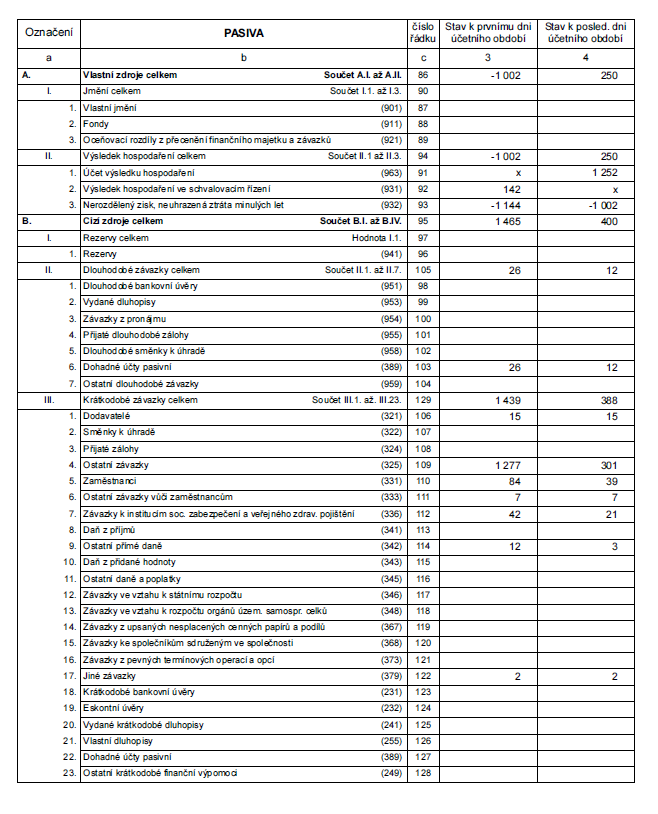 Označení PASIVA číslo řádku Stav k prvnímu dni účetního období Stav k posled. dni účetního období
a b c 3 4
A. Vlastní zdroje celkem Součet A.I. až A.II. 86 -1 002 250
I. Jmění celkem Součet I.1. až I.3. 90
1. Vlastní jmění (901) 87
2. Fondy (911) 88
3. Oceňovací rozdíly z přecenění finančního majetku a závazků (921) 89
II. Výsledek hospodaření celkem Součet II.1 až II.3. 94 -1 002 250
1. Účet výsledku hospodaření (963) 91 x 1 252
2. Výsledek hospodaření ve schvalovacím řízení (931) 92 142 x
3. Nerozdělený zisk, neuhrazená ztráta minulých let (932) 93 -1 144 -1 002
B. Cizí zdroje celkem Součet B.I. až B.IV. 95 1 465 400
I. Rezervy celkem Hodnota I.1. 97
1. Rezervy (941) 96
II. Dlouhodobé závazky celkem Součet II.1. až II.7. 105 26 12
1. Dlouhodobé bankovní úvěry (951) 98
2. Vydané dluhopisy (953) 99
3. Závazky z pronájmu (954) 100
4. Přijaté dlouhodobé zálohy (955) 101
5. Dlouhodobé směnky k úhradě (958) 102
6. Dohadné účty pasivní (389) 103 26 12
7. Ostatní dlouhodobé závazky (959) 104
III. Krátkodobé závazky celkem Součet III.1. až. III.23. 129 1 439 388
1. Dodavatelé (321) 106 15 15
2. Směnky k úhradě (322) 107
3. Přijaté zálohy (324) 108
4. Ostatní závazky (325) 109 1 277 301
5. Zaměstnanci (331) 110 84 39
6. Ostatní závazky vůči zaměstnancům (333) 111 7 7
7. Závazky k institucím soc. zabezpečení a veřejného zdrav. pojištění (336) 112 42 21
8. Daň z příjmů (341) 113
9. Ostatní přímé daně (342) 114 12 3
10. Daň z přidané hodnoty (343) 115
11. Ostatní daně a poplatky (345) 116
12. Závazky ve vztahu k státnímu rozpočtu (346) 117
13. Závazky ve vztahu k rozpočtu orgánů územ. samospr. celků (348) 118
14. Závazky z upsaných nesplacených cenných papírů a podílů (367) 119
15. Závazky ke společníkům sdruženým ve společnosti (368) 120
16. Závazky z pevných termínových operací a opcí (373) 121
17. Jiné závazky (379) 122 2 2
18. Krátkodobé bankovní úvěry (231) 123
19. Eskontní úvěry (232) 124
20. Vydané krátkodobé dluhopisy (241) 125
21. Vlastní dluhopisy (255) 126
22. Dohadné účty pasivní (389) 127
23. Ostatní krátkodobé finanční výpomoci (249) 128